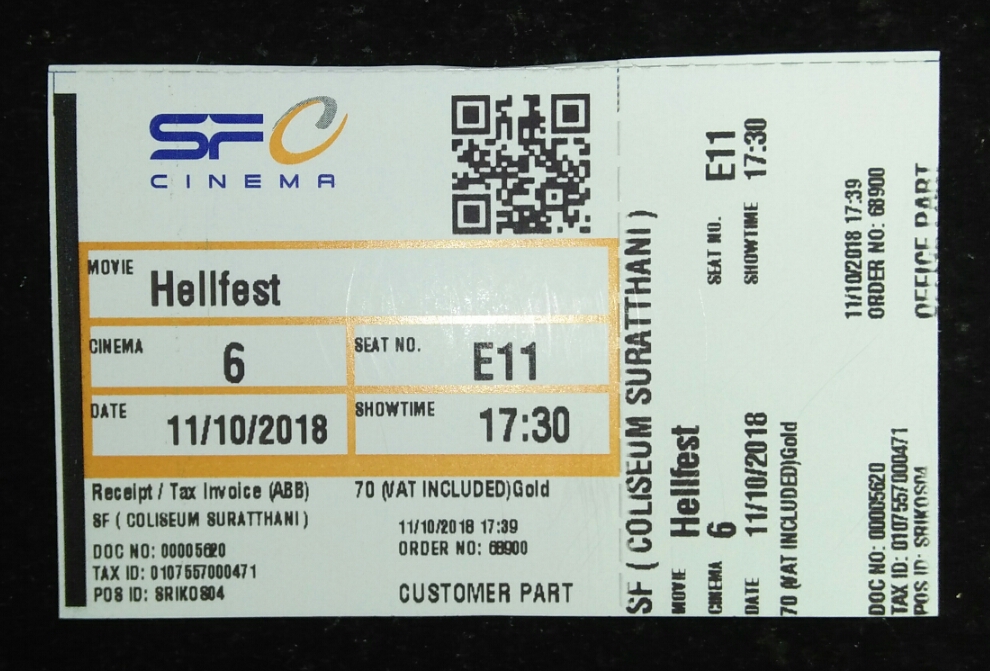 SFC
CINEMA
MOVIE Hellfest
CINEMA 6 SEAT NO. E11
DATE 11/10/2018 SHOWTIME 17:30
Receipt / Tax Invoice (ABB) 70 (VAT INCLUDED)Gold
SF ( COLISEUM SURATTHANI ) 11/10/2018 17:39
DOC NO: 00005620 ORDER NO: 68900
TAX ID: 0107557000471
POS ID: SRIKOS04 CUSTOMER PART
SF ( COLISEUM SURATTHANI )
MOVIE Hellfest
CINEMA 6 SEAT NO. E11
DATE 11/10/2018 SHOWTIME 17:30
70 (VAT INCLUDED)Gold
11/10/2018 17:39
DOC NO: 00005620 ORDER NO: 68900
TAX ID: 0107557000471
POS ID: SRIKOS04 OFFICE PART